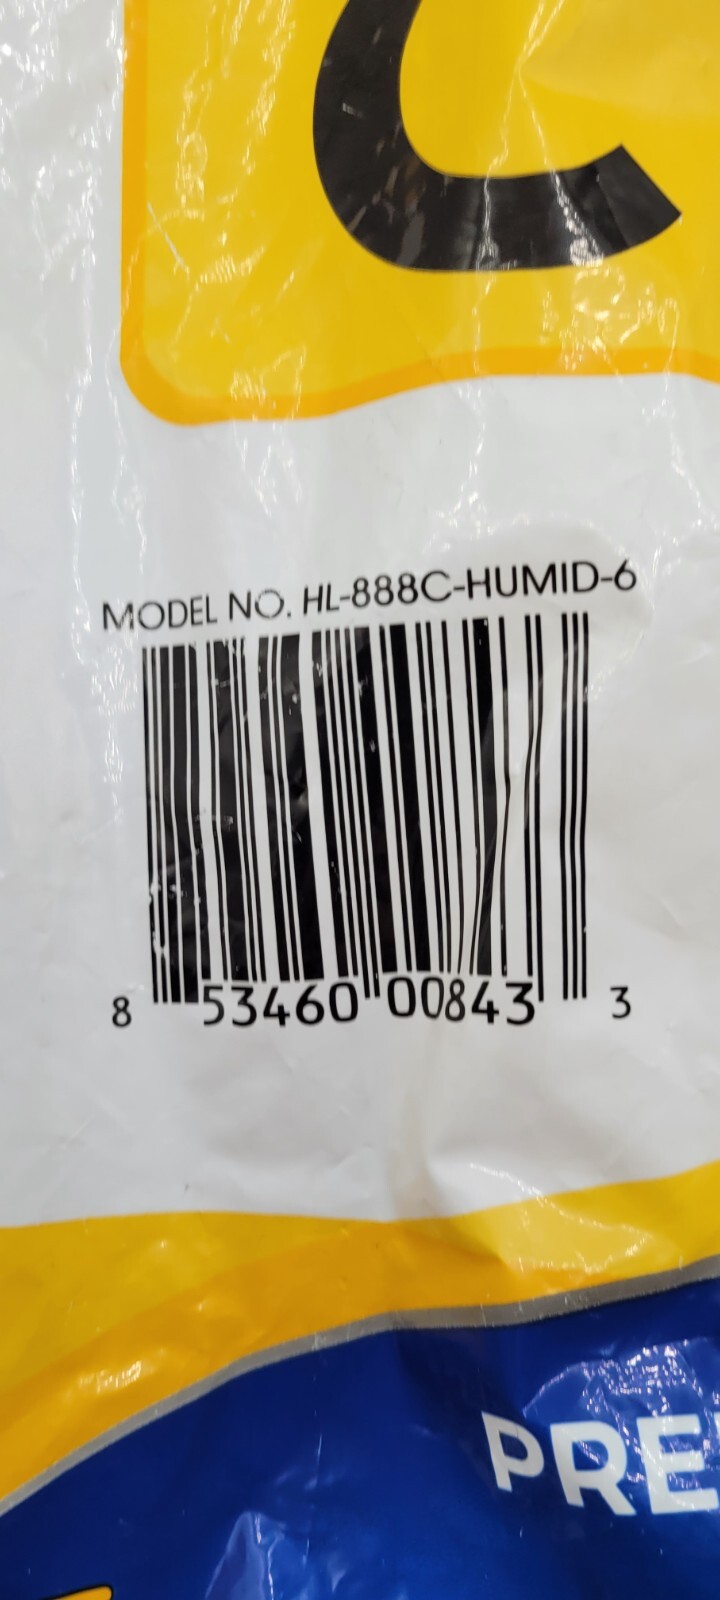 C
MODEL NO. HL-888C-HUMID-6
8 53460 00843 3
PRE